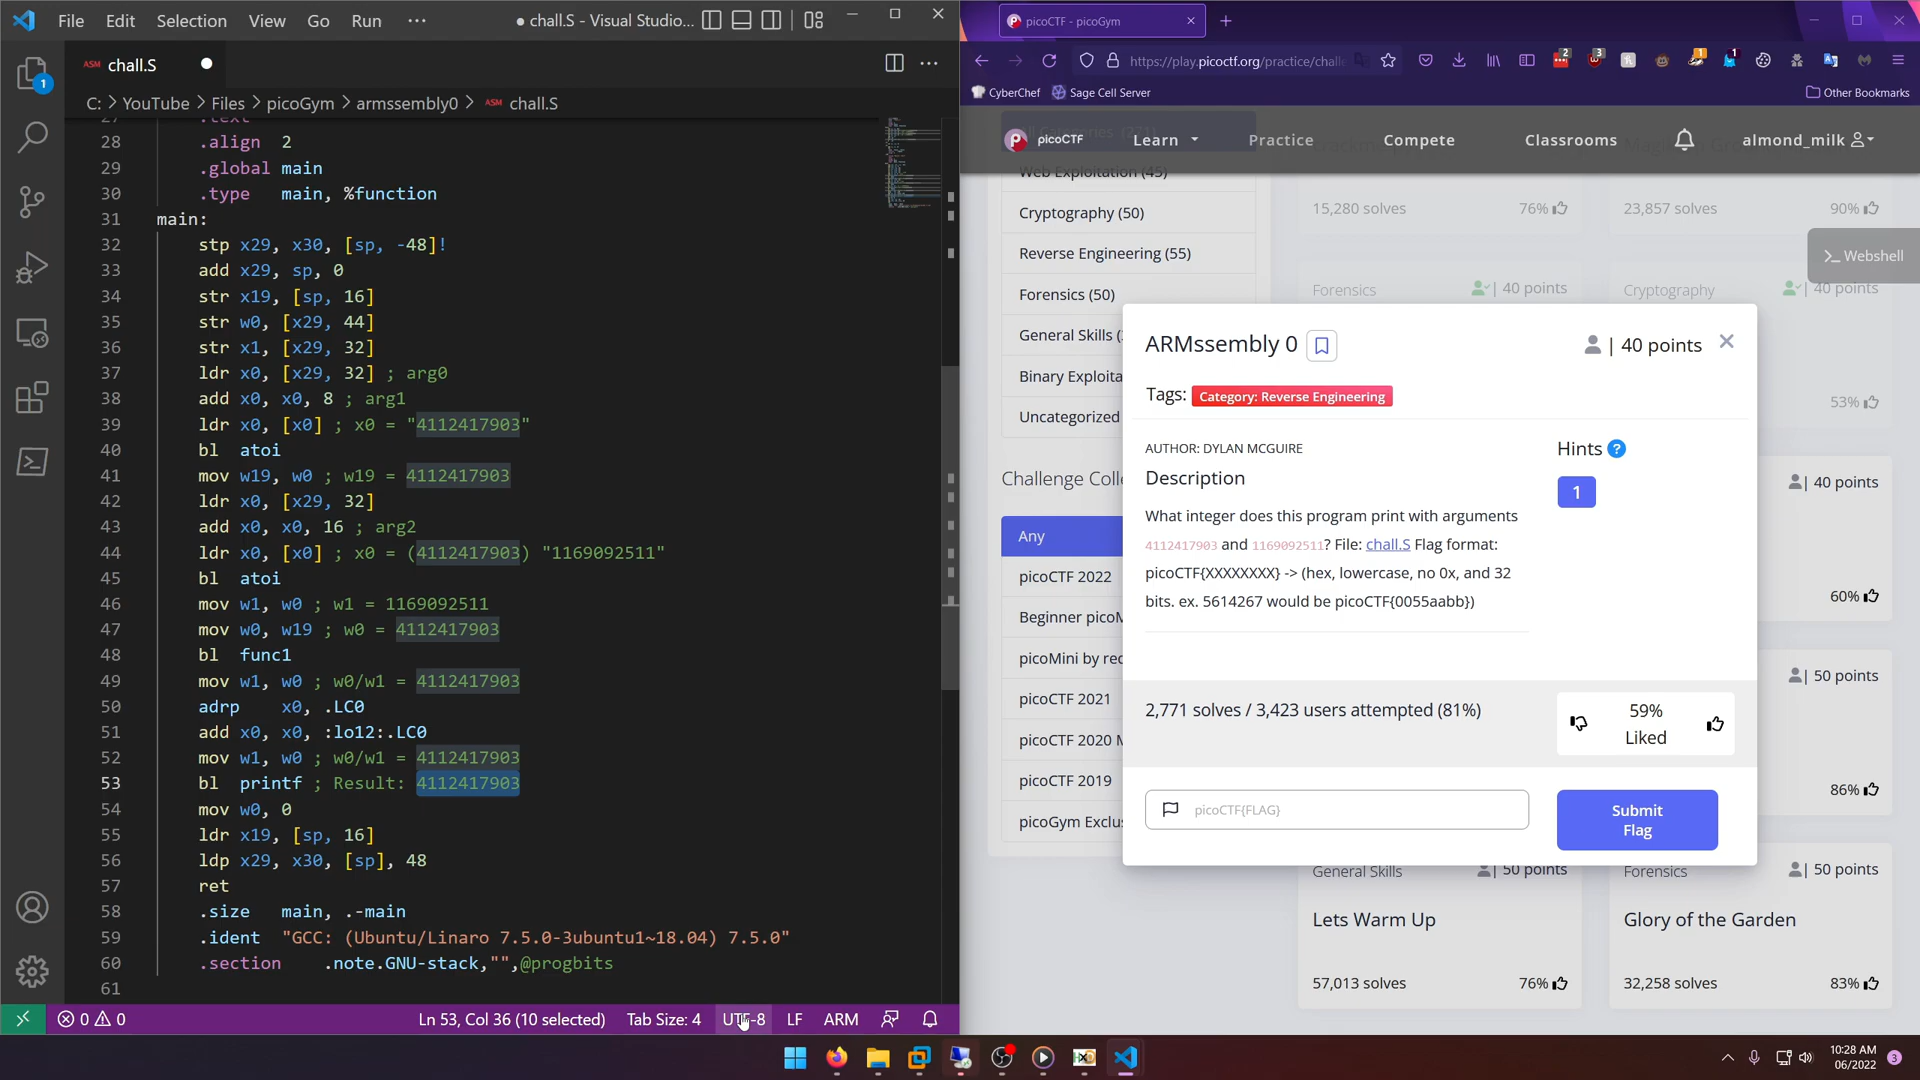 File Edit Selection View Go Run ··· ● chall.S - Visual Studio...
ASM chall.S ●
C: > YouTube > Files > picoGym > armssembly0 > ASM chall.S
27 .text
28 .align 2
29 .global main
30 .type main, %function
31 main:
32 stp x29, x30, [sp, -48]!
33 add x29, sp, 0
34 str x19, [sp, 16]
35 str w0, [x29, 44]
36 str x1, [x29, 32]
37 ldr x0, [x29, 32] ; arg0
38 add x0, x0, 8 ; arg1
39 ldr x0, [x0] ; x0 = "4112417903"
40 bl atoi
41 mov w19, w0 ; w19 = 4112417903
42 ldr x0, [x29, 32]
43 add x0, x0, 16 ; arg2
44 ldr x0, [x0] ; x0 = (4112417903) "1169092511"
45 bl atoi
46 mov w1, w0 ; w1 = 1169092511
47 mov w0, w19 ; w0 = 4112417903
48 bl func1
49 mov w1, w0 ; w0/w1 = 4112417903
50 adrp x0, .LC0
51 add x0, x0, :lo12:.LC0
52 mov w1, w0 ; w0/w1 = 4112417903
53 bl printf ; Result: 4112417903
54 mov w0, 0
55 ldr x19, [sp, 16]
56 ldp x29, x30, [sp], 48
57 ret
58 .size main, .-main
59 .ident "GCC: (Ubuntu/Linaro 7.5.0-3ubuntu1~18.04) 7.5.0"
60 .section .note.GNU-stack,"",@progbits
61
1
0 0 Ln 53, Col 36 (10 selected) Tab Size: 4 UTF-8 LF ARM
picoCTF - picoGym
https://play.picoctf.org/practice/chall
2 3 1 1
CyberChef Sage Cell Server Other Bookmarks
picoCTF Learn Practice Compete Classrooms almond_milk
Web Exploitation (45)
Cryptography (50)
Reverse Engineering (55)
Forensics (50)
General Skills (
Binary Exploita
Uncategorized
Challenge Colle
Any
picoCTF 2022
Beginner picoM
picoMini by red
picoCTF 2021
picoCTF 2020 M
picoCTF 2019
picoGym Exclus
15,280 solves 76%
23,857 solves 90%
>_ Webshell
Forensics | 40 points
Cryptography | 40 points
53%
ARMssembly 0 | 40 points
Tags: Category: Reverse Engineering
AUTHOR: DYLAN MCGUIRE
Description
What integer does this program print with arguments
4112417903 and 1169092511? File: chall.S Flag format:
picoCTF{XXXXXXXX} -> (hex, lowercase, no 0x, and 32
bits. ex. 5614267 would be picoCTF{0055aabb})
Hints ?
1
2,771 solves / 3,423 users attempted (81%)
59%
Liked
picoCTF{FLAG}
Submit
Flag
| 40 points
60%
| 50 points
86%
General Skills | 50 points
Lets Warm Up
57,013 solves 76%
Forensics | 50 points
Glory of the Garden
32,258 solves 83%
10:28 AM
06/2022
3